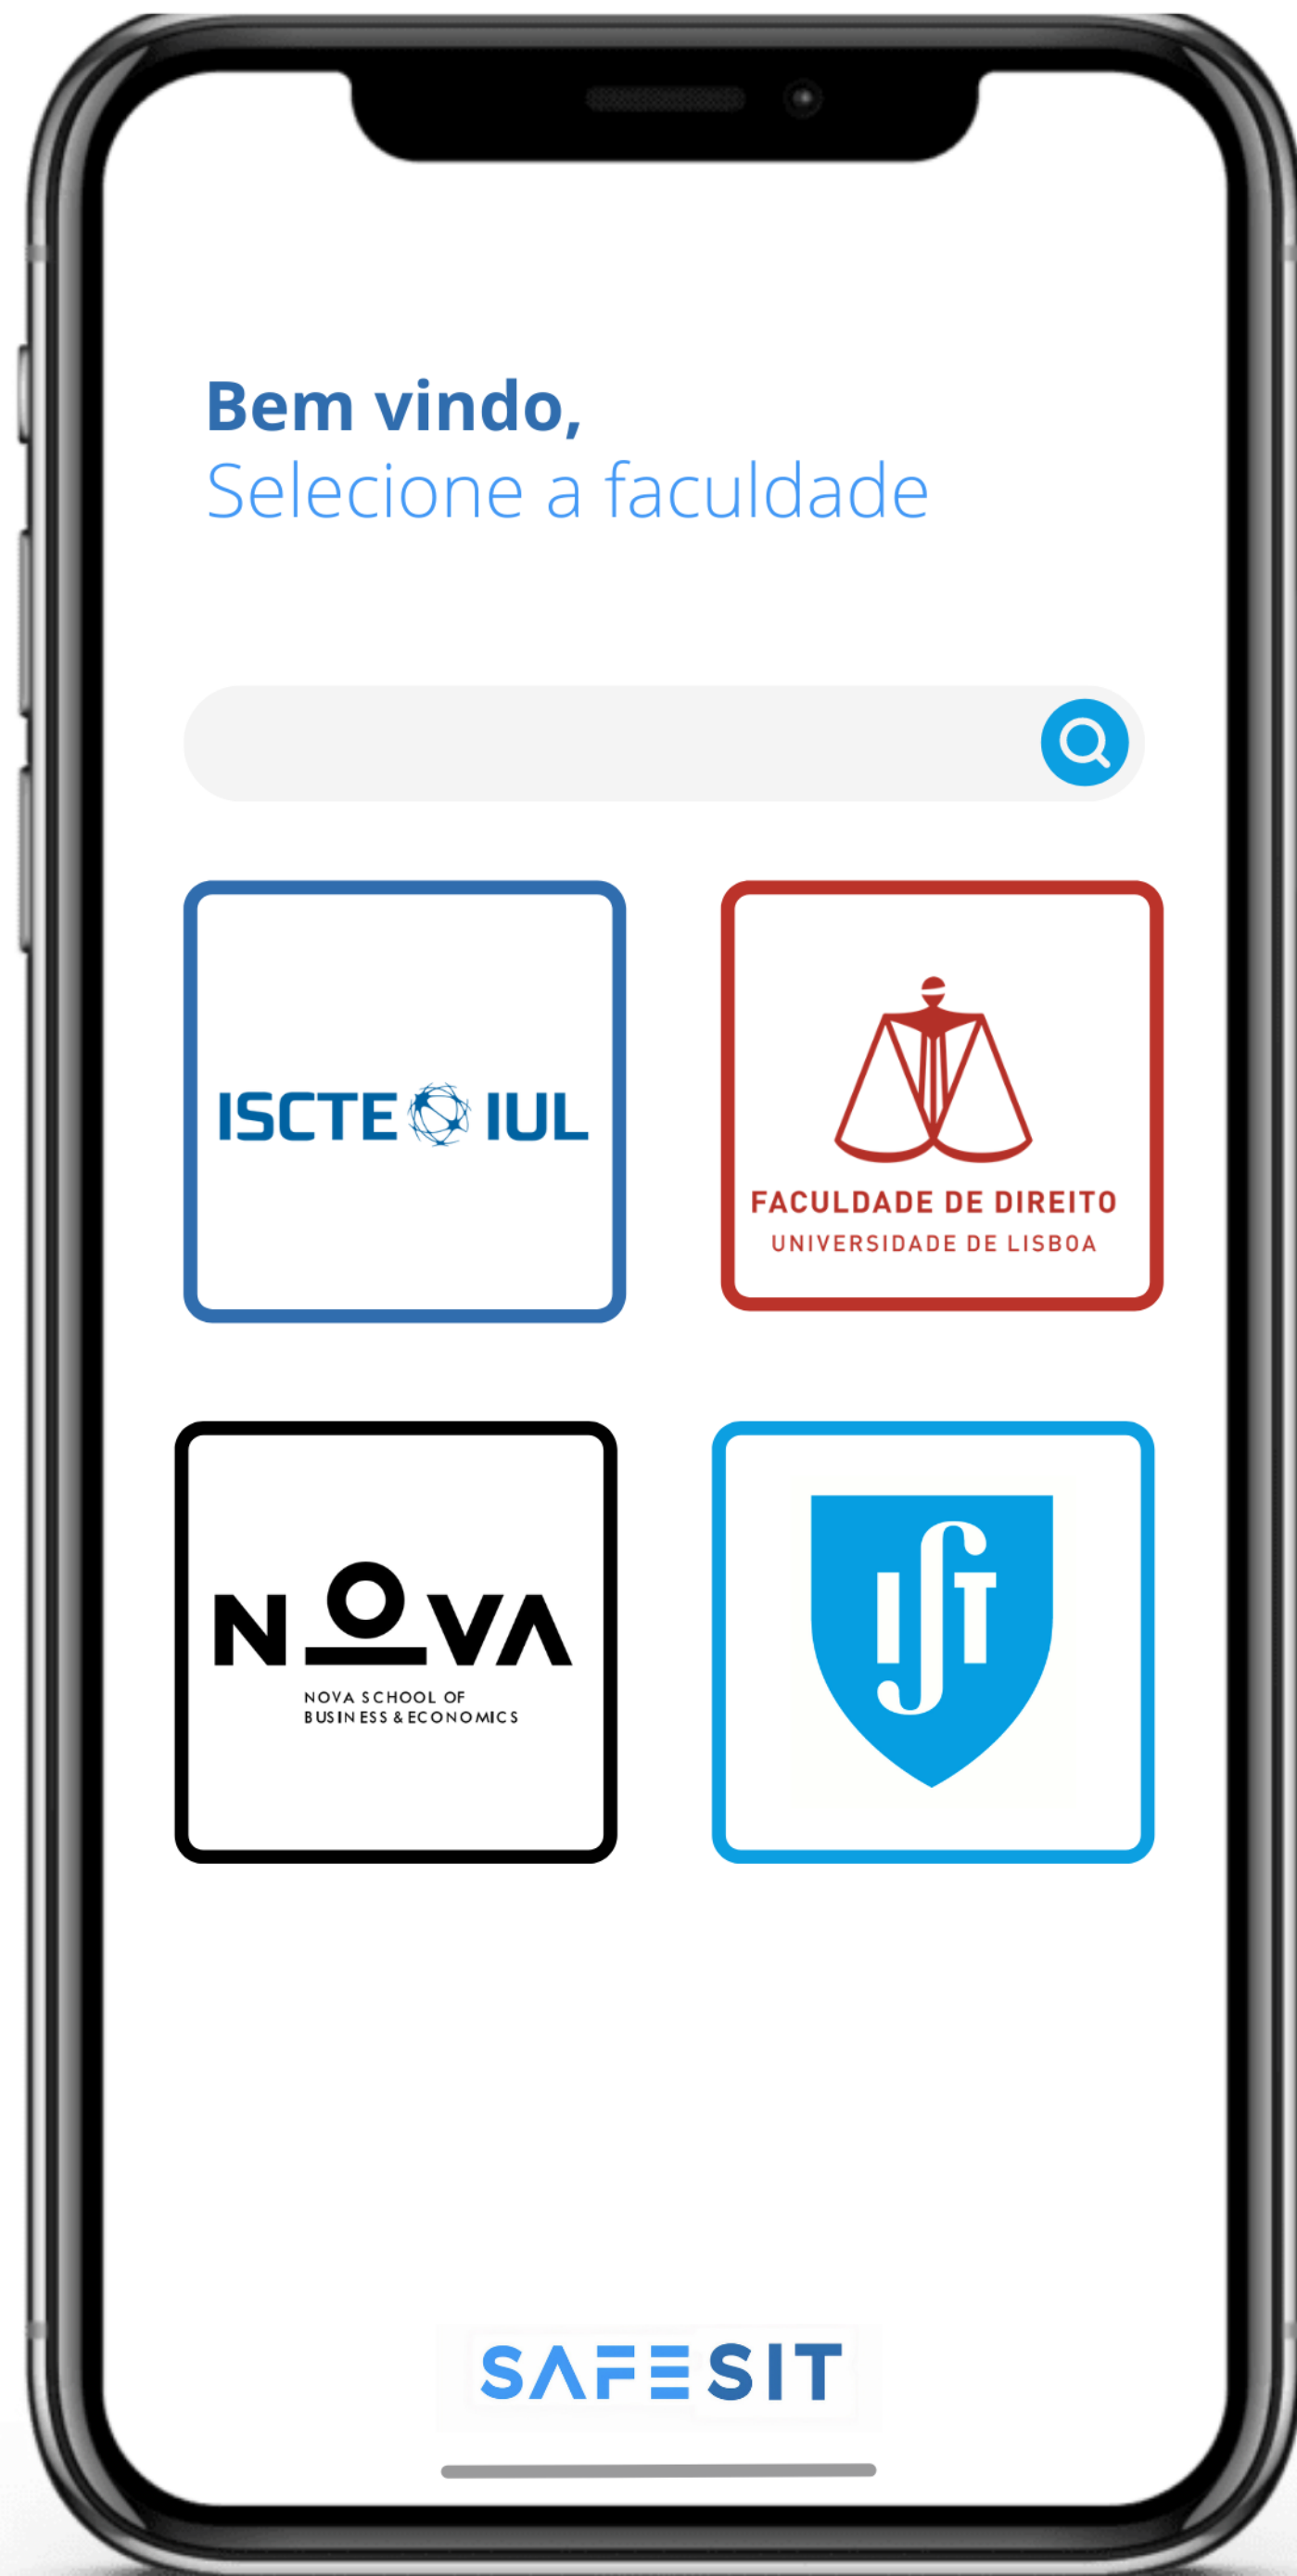 Bem vindo,
Selecione a faculdade
ISCTE IUL
FACULDADE DE DIREITO
UNIVERSIDADE DE LISBOA
NOVA
NOVA SCHOOL OF
BUSINESS & ECONOMICS
IST
SAFESIT